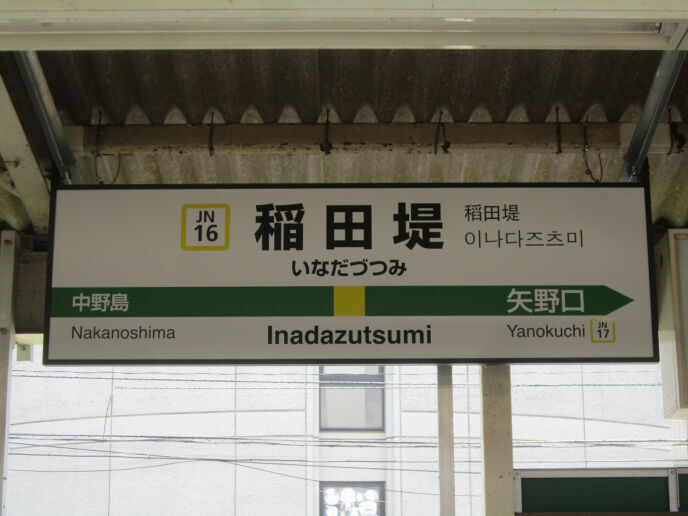 JN
16
稲田堤
稲田堤
이나다즈츠미
いなだづつみ
中野島
矢野口
Nakanoshima
Inadazutsumi
Yanokuchi
JN
17